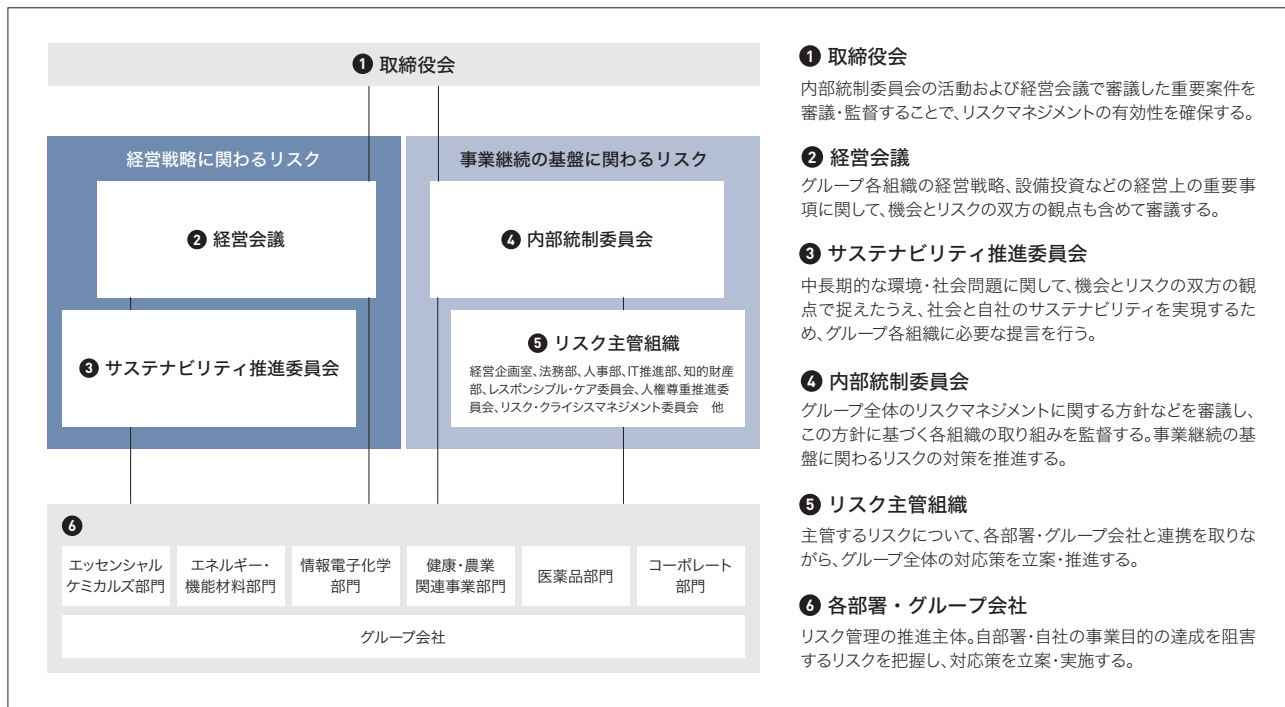 ❶ 取締役会
経営戦略に関わるリスク
❷ 経営会議
❸ サステナビリティ推進委員会
事業継続の基盤に関わるリスク
❹ 内部統制委員会
❺ リスク主管組織
経営企画室、法務部、人事部、IT推進部、知的財産
部、レスポンシブル・ケア委員会、人権尊重推進委
員会、リスク・クライシスマネジメント委員会　他
❻
エッセンシャル
ケミカルズ部門
エネルギー・
機能材料部門
情報電子化学
部門
健康・農業
関連事業部門
医薬品部門
コーポレート
部門
グループ会社
❶ 取締役会
内部統制委員会の活動および経営会議で審議した重要案件を
審議・監督することで、リスクマネジメントの有効性を確保する。
❷ 経営会議
グループ各組織の経営戦略、設備投資などの経営上の重要事
項に関して、機会とリスクの双方の観点も含めて審議する。
❸ サステナビリティ推進委員会
中長期的な環境・社会問題に関して、機会とリスクの双方の観
点で捉えたうえ、社会と自社のサステナビリティを実現するた
め、グループ各組織に必要な提言を行う。
❹ 内部統制委員会
グループ全体のリスクマネジメントに関する方針などを審議し、
この方針に基づく各組織の取り組みを監督する。事業継続の基
盤に関わるリスクの対策を推進する。
❺ リスク主管組織
主管するリスクについて、各部署・グループ会社と連携を取りな
がら、グループ全体の対応策を立案・推進する。
❻ 各部署・グループ会社
リスク管理の推進主体。自部署・自社の事業目的の達成を阻害
するリスクを把握し、対応策を立案・実施する。